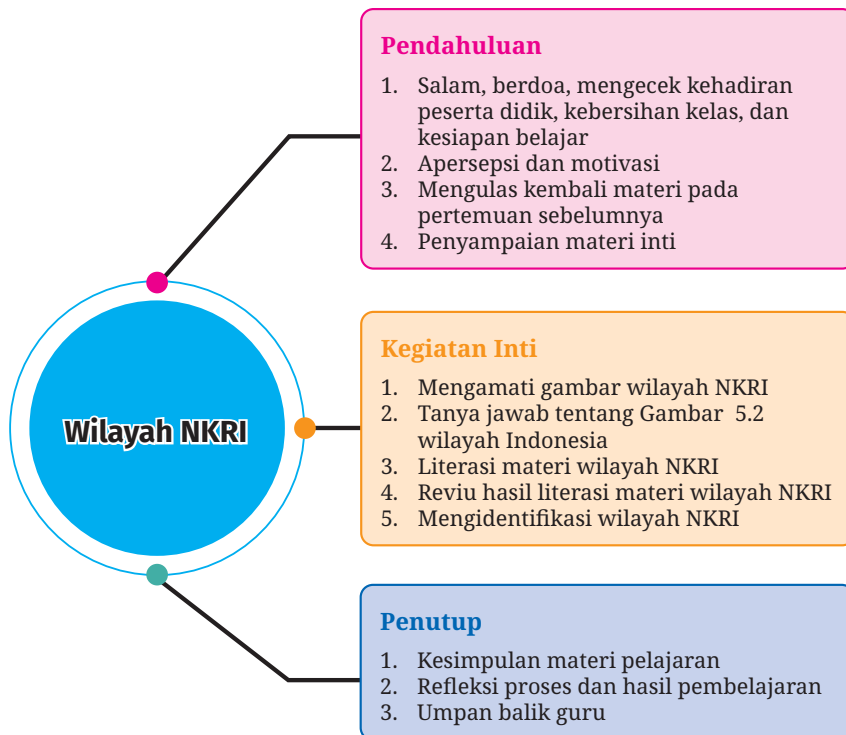 Pendahuluan
1. Salam, berdoa, mengecek kehadiran
peserta didik, kebersihan kelas, dan
kesiapan belajar
2. Apersepsi dan motivasi
3. Mengulas kembali materi pada
pertemuan sebelumnya
4. Penyampaian materi inti
Wilayah NKRI
Kegiatan Inti
1. Mengamati gambar wilayah NKRI
2. Tanya jawab tentang Gambar 5.2
wilayah Indonesia
3. Literasi materi wilayah NKRI
4. Reviu hasil literasi materi wilayah NKRI
5. Mengidentifikasi wilayah NKRI
Penutup
1. Kesimpulan materi pelajaran
2. Refleksi proses dan hasil pembelajaran
3. Umpan balik guru